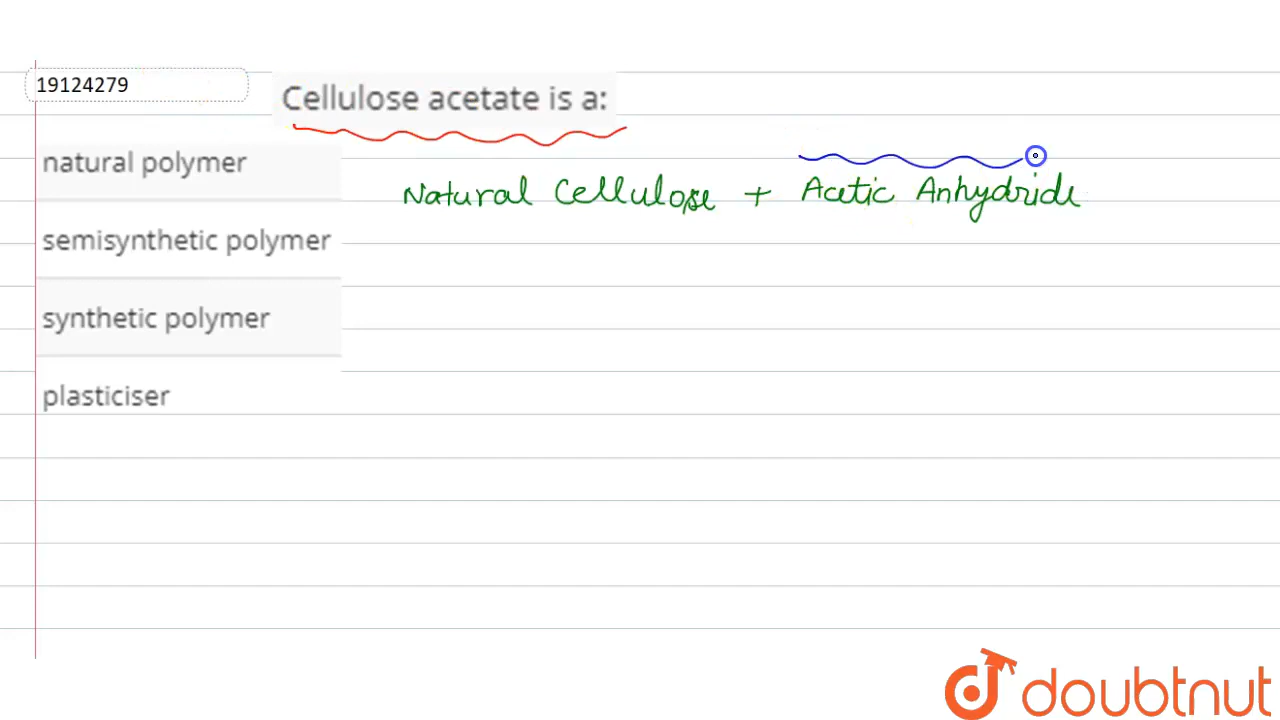 19124279
Cellulose acetate is a:
natural polymer
Natural Cellulose + Acetic Anhydride
semisynthetic polymer
synthetic polymer
plasticiser
doubtnut